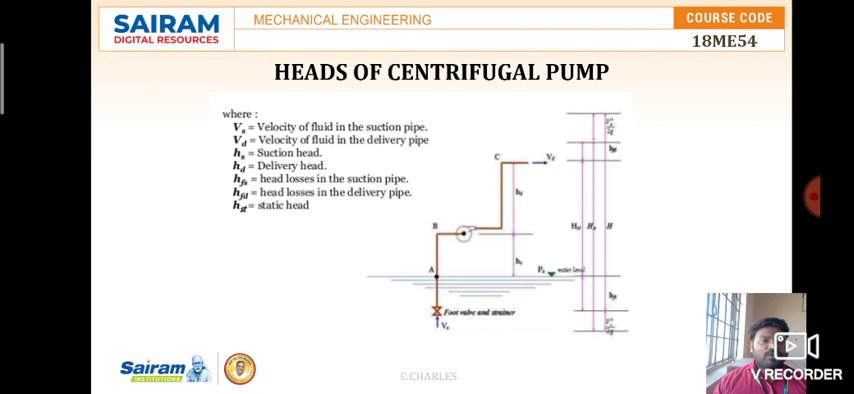 SAIRAM
DIGITAL RESOURCES
MECHANICAL ENGINEERING
COURSE CODE
18ME54
HEADS OF CENTRIFUGAL PUMP
where :
Vs = Velocity of fluid in the suction pipe.
Vd = Velocity of fluid in the delivery pipe
hs = Suction head.
hd = Delivery head.
hfs = head losses in the suction pipe.
hfd = head losses in the delivery pipe.
hst = static head
C
Vd
hd
B
H
hs
A
water level
Foot valve and strainer
Vs
Sairam
INSTITUTIONS
E.CHARLES
V RECORDER